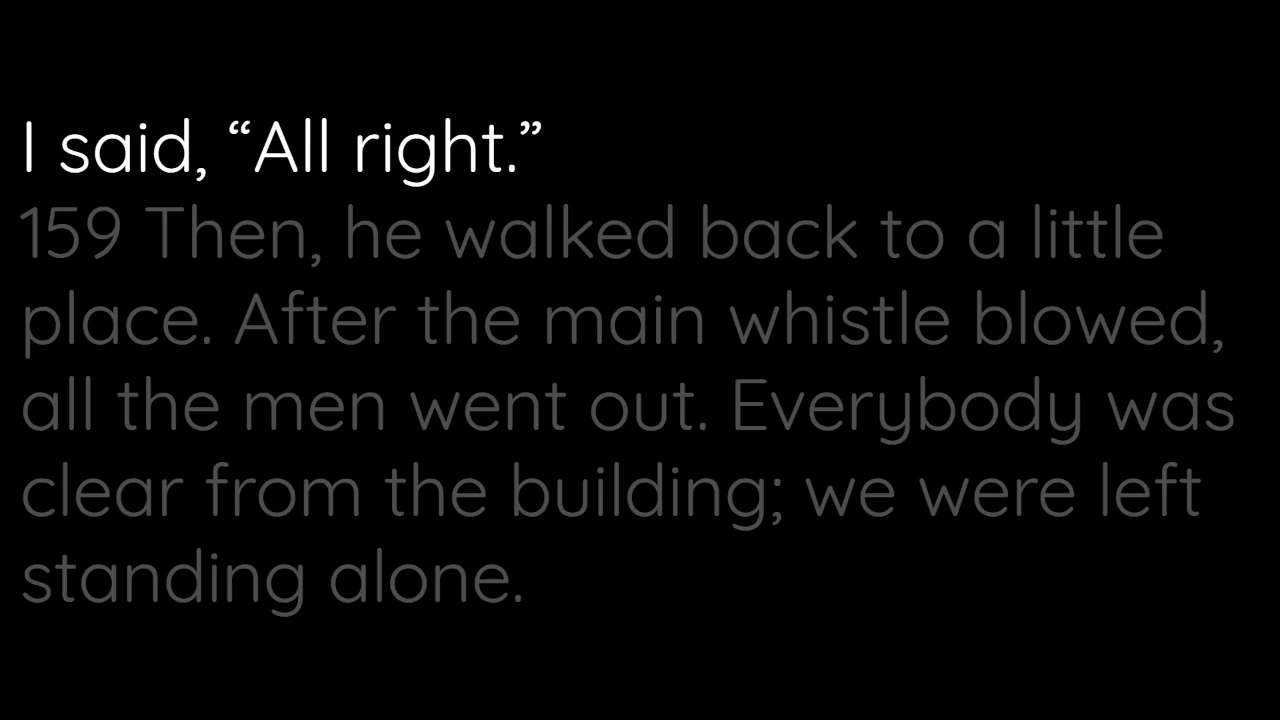 I said, “All right.”
159 Then, he walked back to a little
place. After the main whistle blowed,
all the men went out. Everybody was
clear from the building; we were left
standing alone.